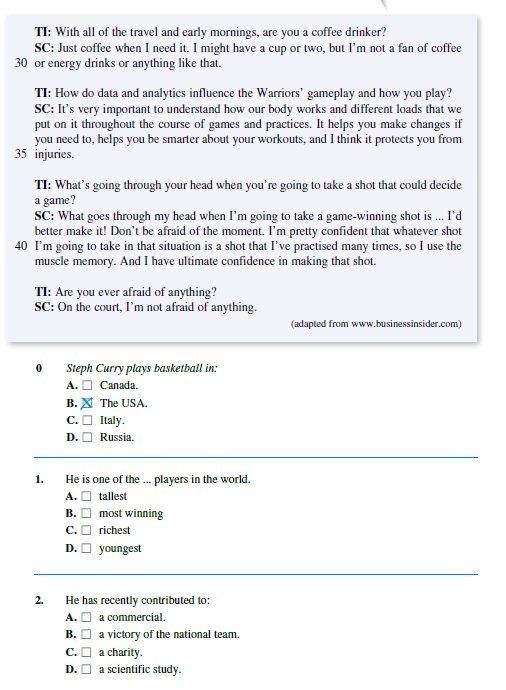 TI: With all of the travel and early mornings, are you a coffee drinker?
SC: Just coffee when I need it. I might have a cup or two, but I'm not a fan of coffee
30 or energy drinks or anything like that.
TI: How do data and analytics influence the Warriors' gameplay and how you play?
SC: It's very important to understand how our body works and different loads that we
put on it throughout the course of games and practices. It helps you make changes if
you need to, helps you be smarter about your workouts, and I think it protects you from
35 injuries.
TI: What's going through your head when you're going to take a shot that could decide
a game?
SC: What goes through my head when I'm going to take a game-winning shot is ... I'd
better make it! Don't be afraid of the moment. I'm pretty confident that whatever shot
40 I'm going to take in that situation is a shot that I've practised many times, so I use the
muscle memory. And I have ultimate confidence in making that shot.
TI: Are you ever afraid of anything?
SC: On the court, I'm not afraid of anything.
(adapted from www.businessinsider.com)
0 Steph Curry plays basketball in:
A. ☐ Canada.
B. ☒ The USA.
C. ☐ Italy.
D. ☐ Russia.
1. He is one of the ... players in the world.
A. ☐ tallest
B. ☐ most winning
C. ☐ richest
D. ☐ youngest
2. He has recently contributed to:
A. ☐ a commercial.
B. ☐ a victory of the national team.
C. ☐ a charity.
D. ☐ a scientific study.